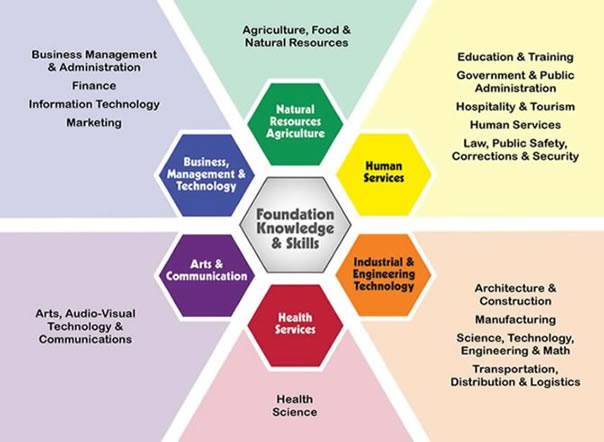 Business Management
& Administration
Finance
Information Technology
Marketing
Agriculture, Food &
Natural Resources
Education & Training
Government & Public
Administration
Hospitality & Tourism
Human Services
Law, Public Safety,
Corrections & Security
Natural
Resources
Agriculture
Business,
Management &
Technology
Human
Services
Foundation
Knowledge
& Skills
Arts &
Communication
Industrial &
Engineering
Technology
Health
Services
Arts, Audio-Visual
Technology &
Communications
Architecture &
Construction
Manufacturing
Science, Technology,
Engineering & Math
Transportation,
Distribution & Logistics
Health
Science